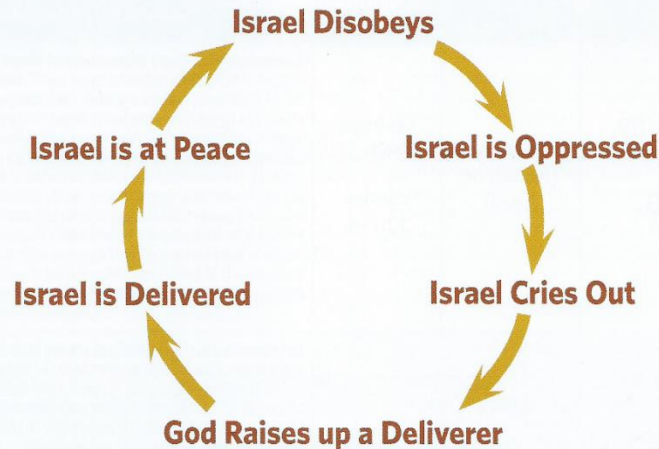 Israel Disobeys
Israel is Oppressed
Israel Cries Out
God Raises up a Deliverer
Israel is Delivered
Israel is at Peace